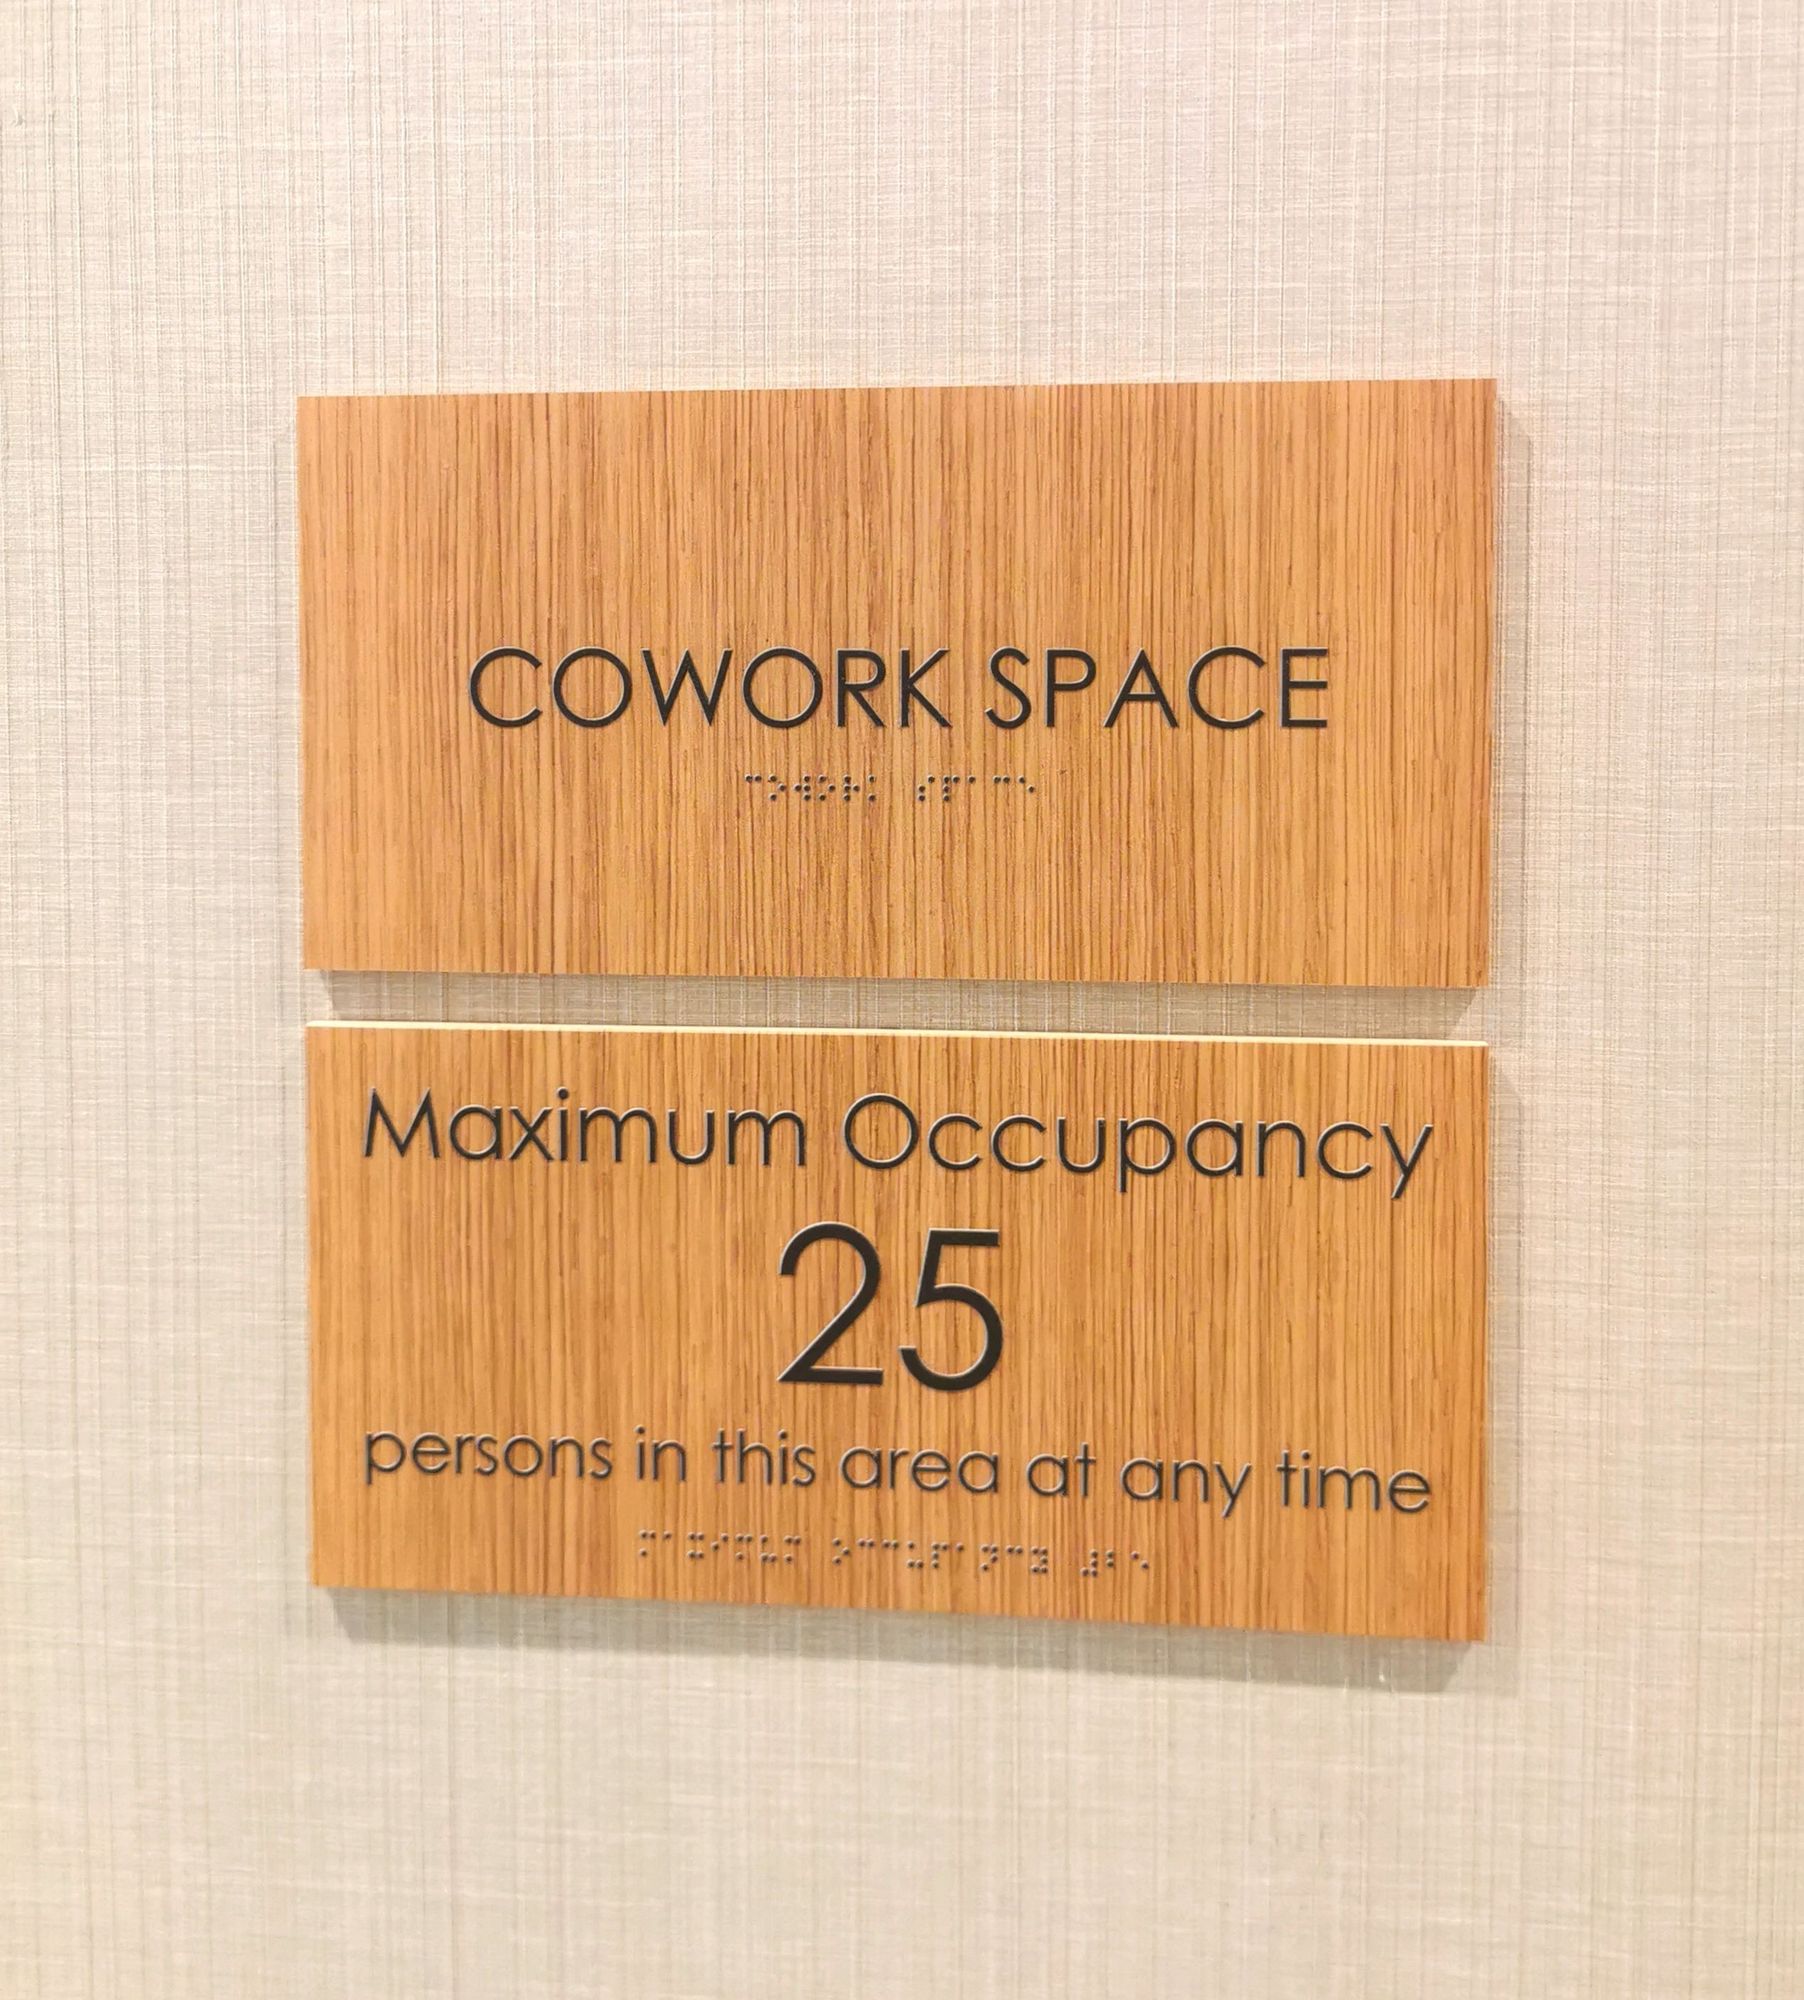 COWORK SPACE
⠉⠕⠺⠕⠗⠅ ⠎⠏⠁⠉⠑
Maximum Occupancy
25
persons in this area at any time
⠍⠁⠭⠊⠍⠥⠍ ⠕⠉⠉⠥⠏⠁⠝⠉⠽ ⠼⠃⠑